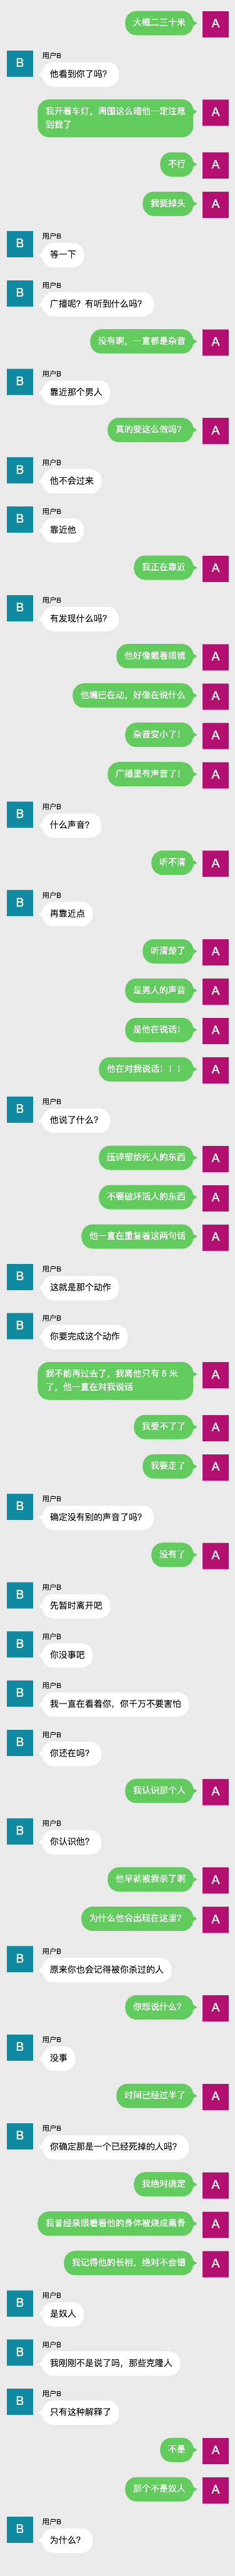 大概二三十米
A
B
用户B
他看到你了吗？
我开着车灯，周围这么暗他一定注意
到我了
A
不行
A
我要掉头
A
B
用户B
等一下
B
用户B
广播呢？有听到什么吗？
没有啊，一直都是杂音
A
B
用户B
靠近那个男人
真的要这么做吗？
A
B
用户B
他不会过来
B
用户B
靠近他
我正在靠近
A
B
用户B
有发现什么吗？
他好像戴着眼镜
A
他嘴巴在动，好像在说什么
A
杂音变小了！
A
广播里有声音了！
A
B
用户B
什么声音？
听不清
A
B
用户B
再靠近点
听清楚了
A
是男人的声音
A
是他在说话！
A
他在对我说话！！！
A
B
用户B
他说了什么？
压碎留给死人的东西
A
不要破坏活人的东西
A
他一直在重复着这两句话
A
B
用户B
这就是那个动作
B
用户B
你要完成这个动作
我不能再过去了，我离他只有 5 米
了，他一直在对我说话
A
我受不了了
A
我要走了
A
B
用户B
确定没有别的声音了吗？
没有了
A
B
用户B
先暂时离开吧
B
用户B
你没事吧
B
用户B
我一直在看着你，你千万不要害怕
B
用户B
你还在吗？
我认识那个人
A
B
用户B
你认识他？
他早就被我杀了啊
A
为什么他会出现在这里？
A
B
用户B
原来你也会记得被你杀过的人
你想说什么？
A
B
用户B
没事
时间已经过半了
A
B
用户B
你确定那是一个已经死掉的人吗？
我绝对确定
A
我曾经亲眼看着他的身体被烧成黑骨
A
我记得他的长相，绝对不会错
A
B
用户B
是奴人
B
用户B
我刚刚不是说了吗，那些克隆人
B
用户B
只有这种解释了
不是
A
那个不是奴人
A
B
用户B
为什么？